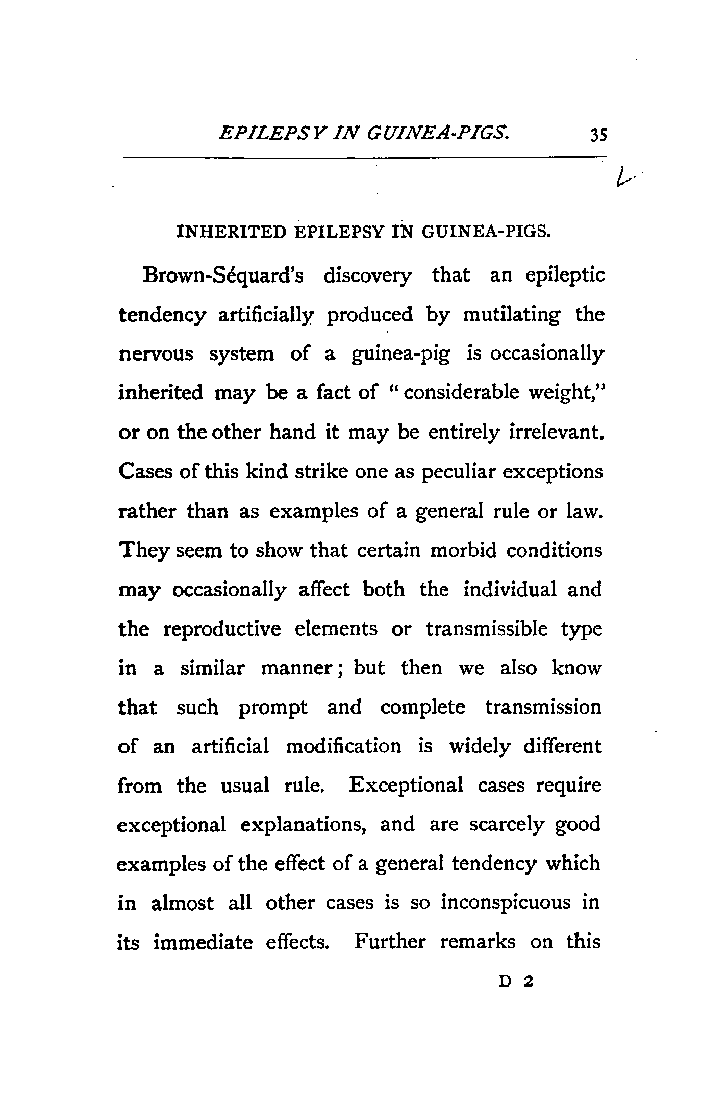 EPILEPSY IN GUINEA-PIGS. 35
INHERITED EPILEPSY IN GUINEA-PIGS.
Brown-Séquard's discovery that an epileptic
tendency artificially produced by mutilating the
nervous system of a guinea-pig is occasionally
inherited may be a fact of "considerable weight,"
or on the other hand it may be entirely irrelevant.
Cases of this kind strike one as peculiar exceptions
rather than as examples of a general rule or law.
They seem to show that certain morbid conditions
may occasionally affect both the individual and
the reproductive elements or transmissible type
in a similar manner; but then we also know
that such prompt and complete transmission
of an artificial modification is widely different
from the usual rule. Exceptional cases require
exceptional explanations, and are scarcely good
examples of the effect of a general tendency which
in almost all other cases is so inconspicuous in
its immediate effects. Further remarks on this
D 2